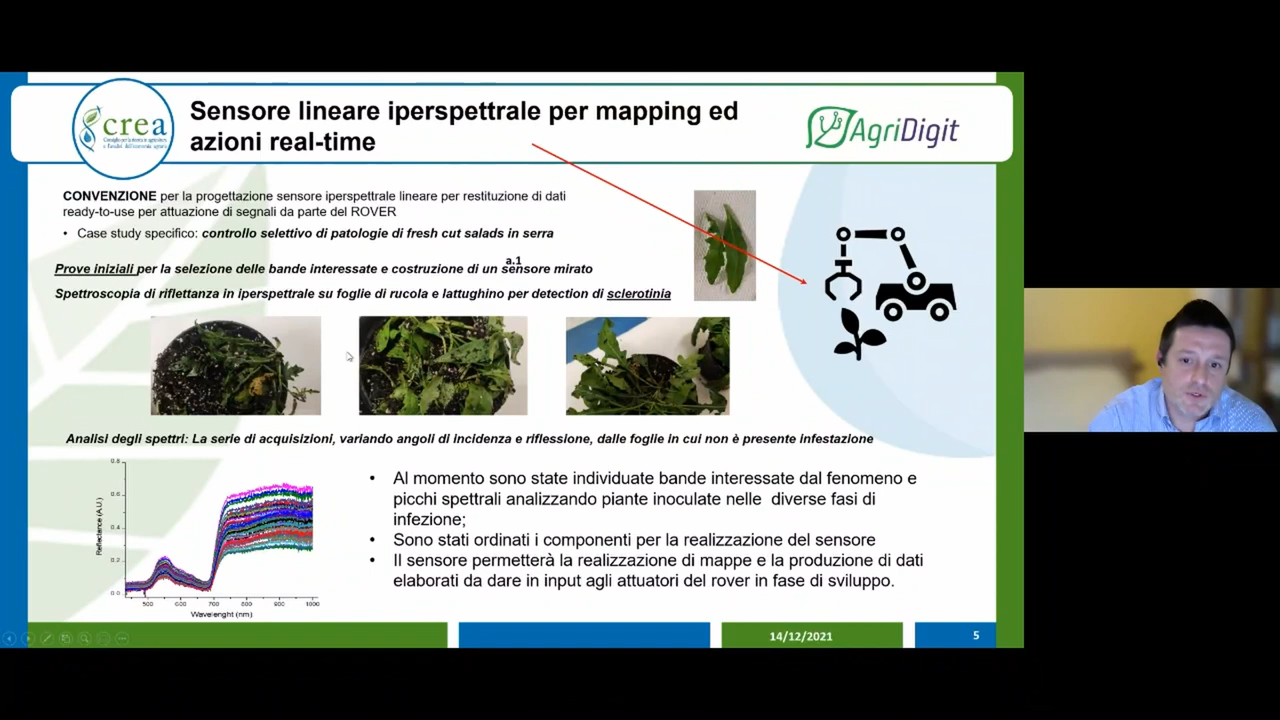 crea
Consiglio per la ricerca in agricoltura
e l'analisi dell'economia agraria
Sensore lineare iperspettrale per mapping ed
azioni real-time
AgriDigit
CONVENZIONE per la progettazione sensore iperspettrale lineare per restituzione di dati
ready-to-use per attuazione di segnali da parte del ROVER
• Case study specifico: controllo selettivo di patologie di fresh cut salads in serra
a.1
Prove iniziali per la selezione delle bande interessate e costruzione di un sensore mirato
Spettroscopia di riflettanza in iperspettrale su foglie di rucola e lattughino per detection di sclerotinia
Analisi degli spettri: La serie di acquisizioni, variando angoli di incidenza e riflessione, dalle foglie in cui non è presente infestazione
0.8
0.6
0.4
0.2
0.0
Reflectance (A.U.)
500 600 700 800 900 1000
Wavelenght (nm)
• Al momento sono state individuate bande interessate dal fenomeno e
picchi spettrali analizzando piante inoculate nelle diverse fasi di
infezione;
• Sono stati ordinati i componenti per la realizzazione del sensore
• Il sensore permetterà la realizzazione di mappe e la produzione di dati
elaborati da dare in input agli attuatori del rover in fase di sviluppo.
14/12/2021
5